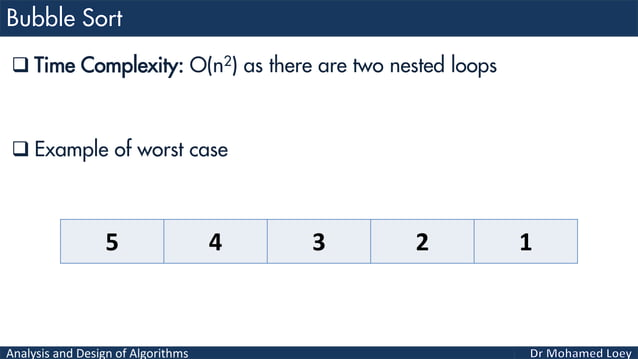 Bubble Sort
Time Complexity: O(n²) as there are two nested loops
Example of worst case
5 4 3 2 1
Analysis and Design of Algorithms Dr Mohamed Loey